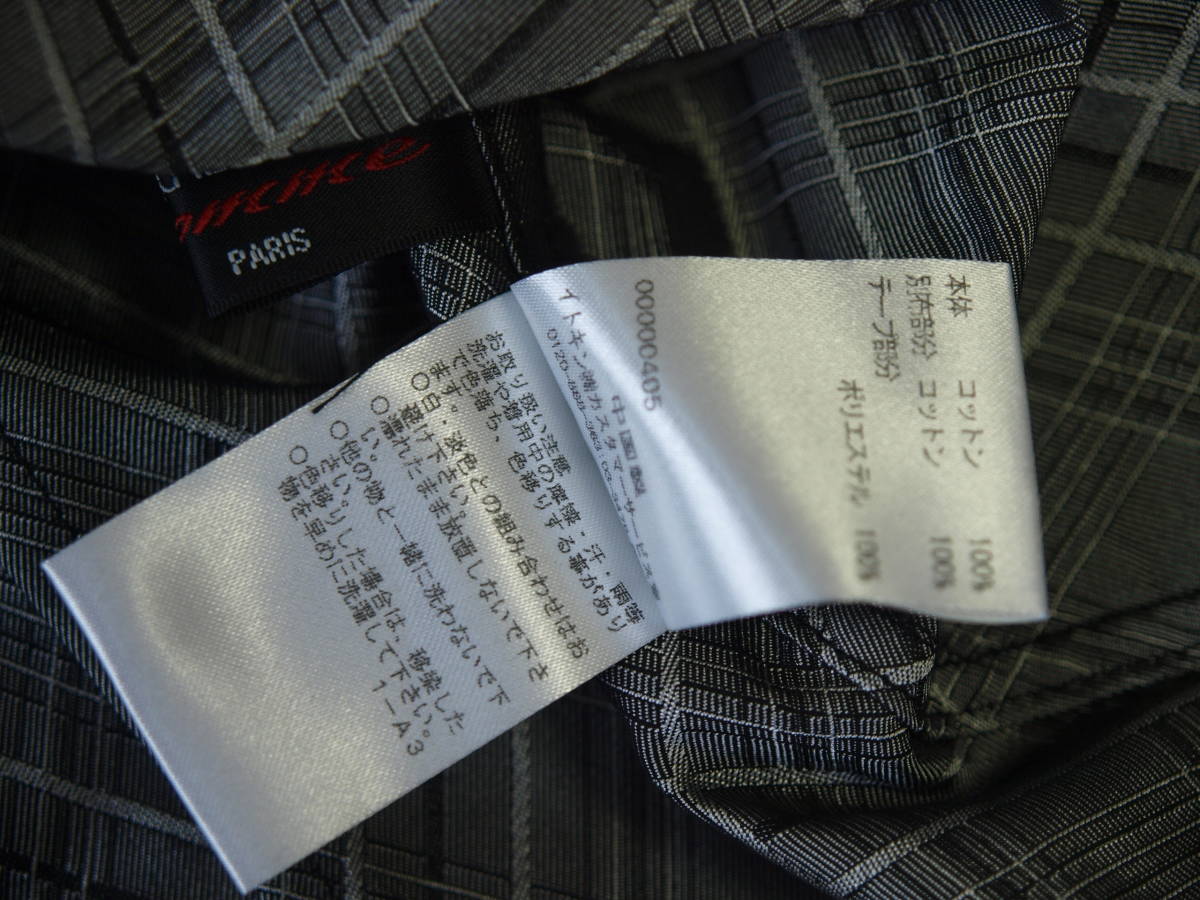 PARIS
本体 コットン 100%
別布部分 コットン 100%
テープ部分
ポリエステル 100%
00000405
中国製
イトキン㈱カスタマーサービス
お取り扱い注意
洗濯や着用中の摩擦・汗・雨等
で色落ち、色移りする事があり
ます。
○白・淡色との組み合わせはお
避け下さい。
○濡れたまま放置しないで下さ
い。
○他の物と一緒に洗わないで下
さい。
○色移りした場合は、移染した
物を早めに洗濯して下さい。
1-A3